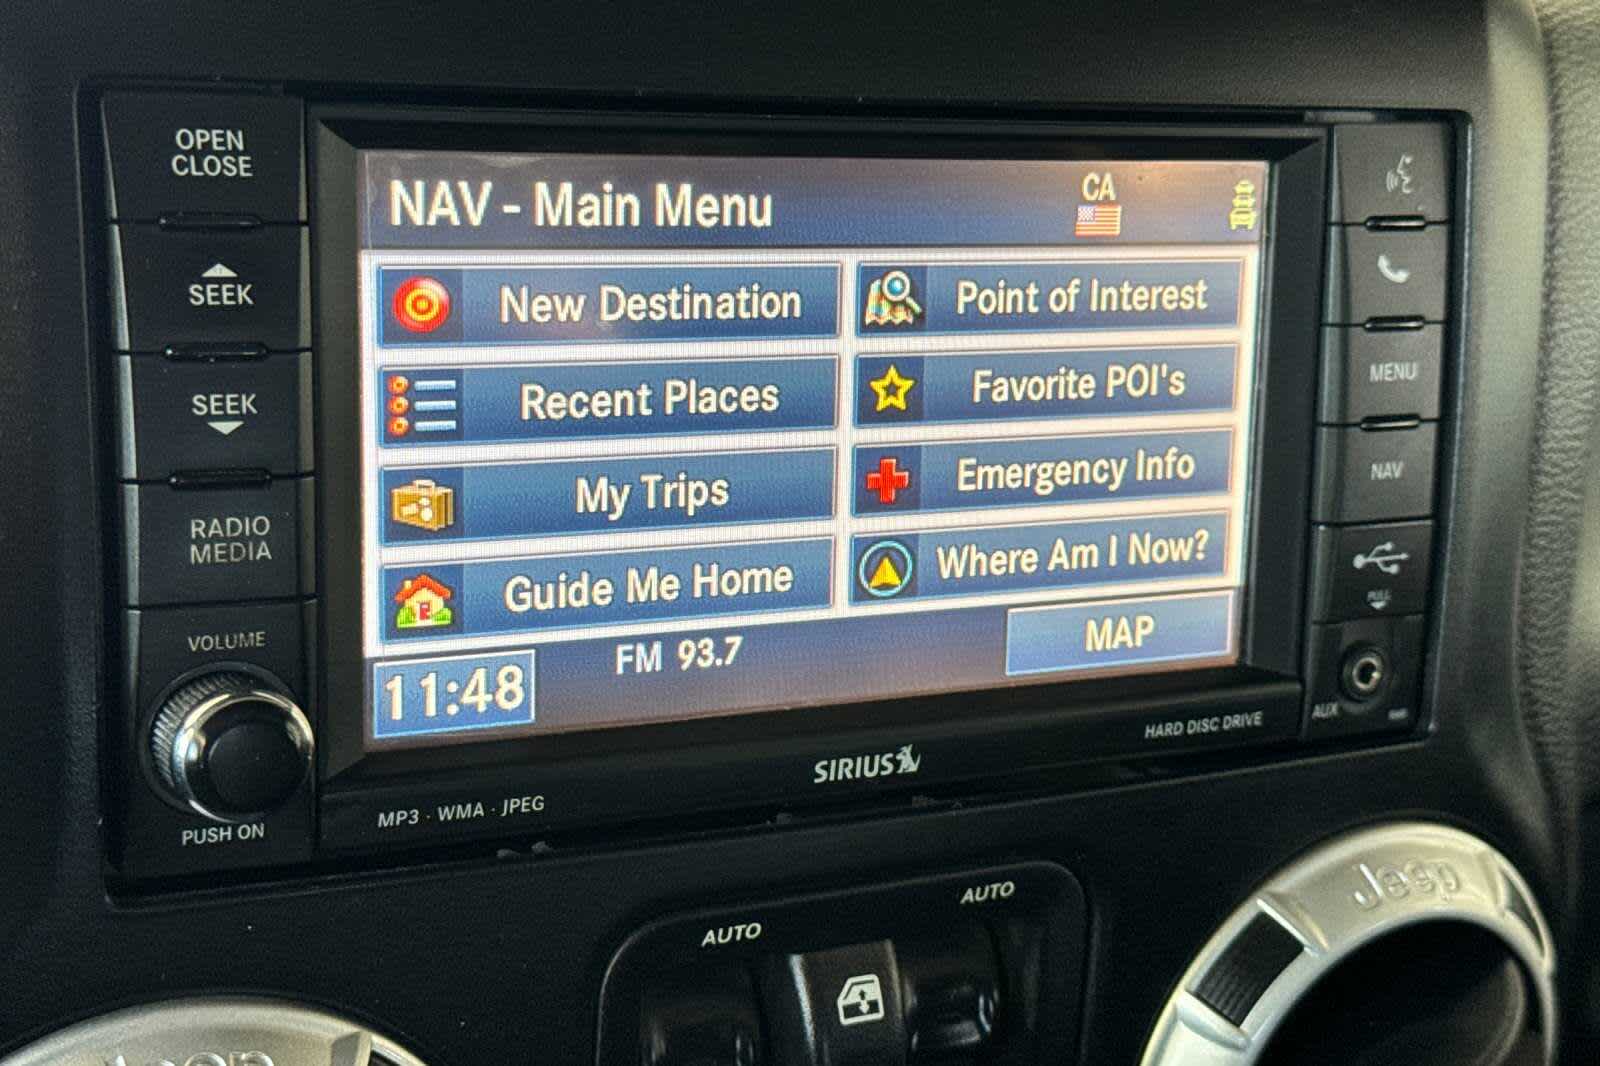 OPEN
CLOSE
SEEK
SEEK
RADIO
MEDIA
VOLUME
PUSH ON
NAV - Main Menu
CA
New Destination
Point of Interest
Recent Places
Favorite POI's
My Trips
Emergency Info
Guide Me Home
Where Am I Now?
11:48
FM 93.7
MAP
MENU
NAV
PULL
AUX
MP3 · WMA · JPEG
SIRIUS
HARD DISC DRIVE
AUTO
AUTO
Jeep
Jeep